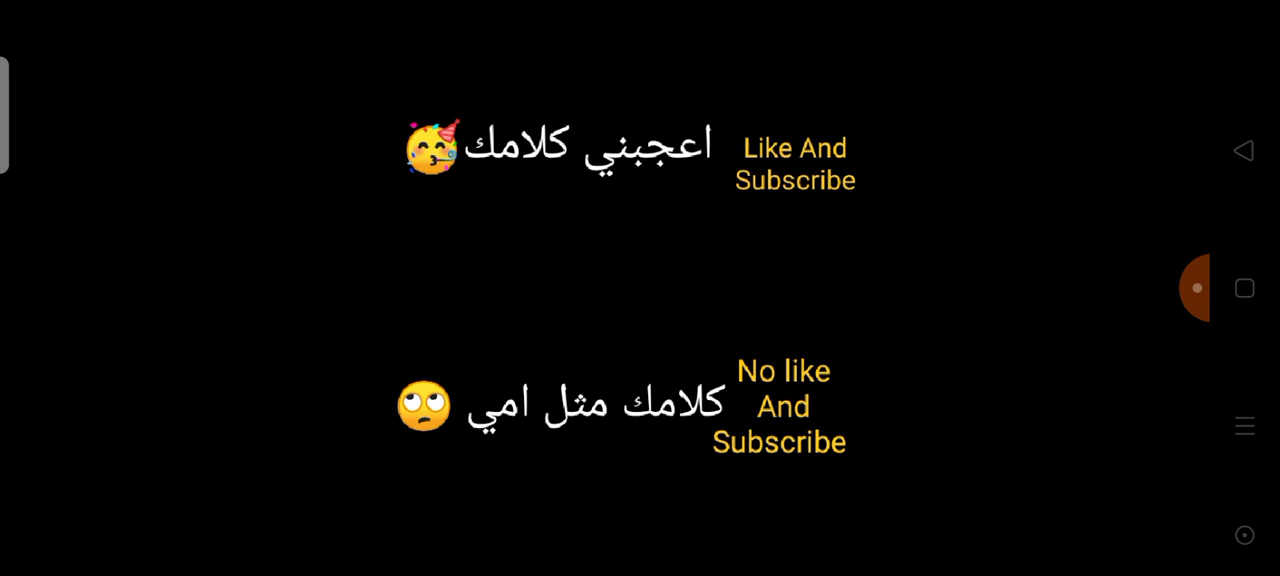 اعجبني كلامك🥳
Like And
Subscribe
كلامك مثل امي 🙄
No like
And
Subscribe